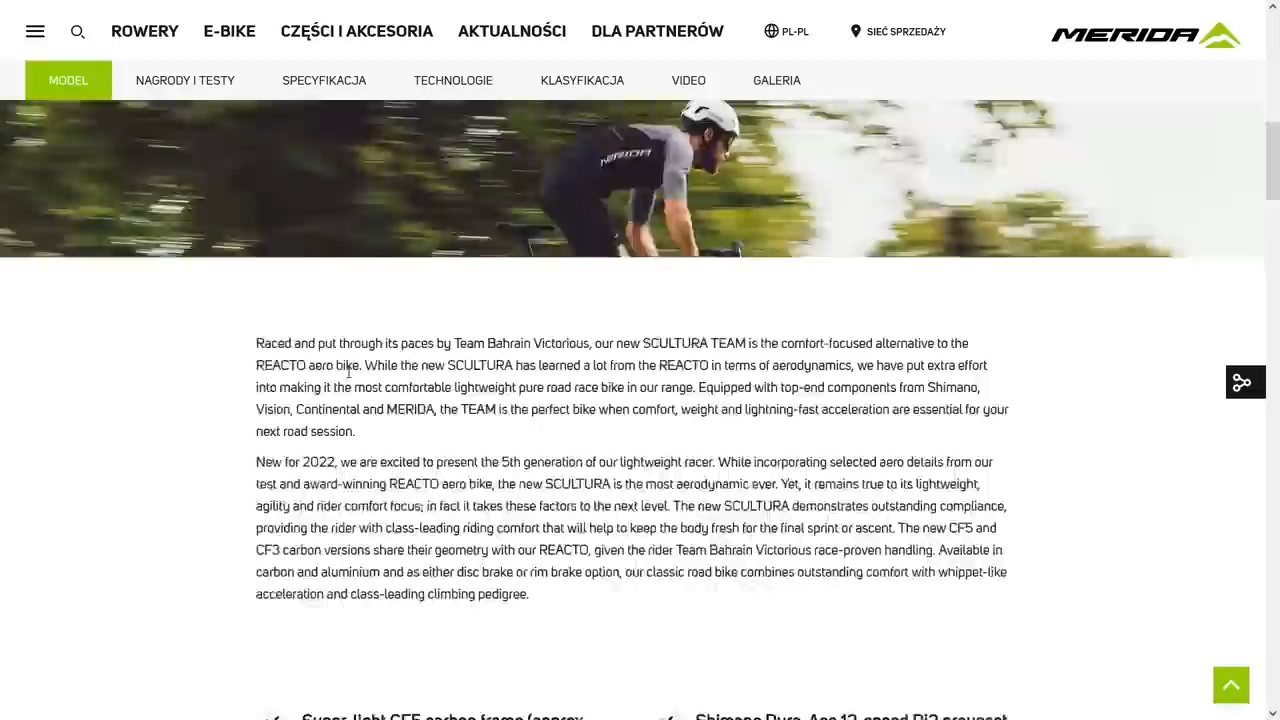 ROWERY E-BIKE CZĘŚCI I AKCESORIA AKTUALNOŚCI DLA PARTNERÓW PL-PL SIEĆ SPRZEDAŻY MERIDA
MODEL NAGRODY I TESTY SPECYFIKACJA TECHNOLOGIE KLASYFIKACJA VIDEO GALERIA
MERIDA
Raced and put through its paces by Team Bahrain Victorious, our new SCULTURA TEAM is the comfort-focused alternative to the
REACTO aero bike. While the new SCULTURA has learned a lot from the REACTO in terms of aerodynamics, we have put extra effort
into making it the most comfortable lightweight pure road race bike in our range. Equipped with top-end components from Shimano,
Vision, Continental and MERIDA, the TEAM is the perfect bike when comfort, weight and lightning-fast acceleration are essential for your
next road session.
New for 2022, we are excited to present the 5th generation of our lightweight racer. While incorporating selected aero details from our
test and award-winning REACTO aero bike, the new SCULTURA is the most aerodynamic ever. Yet, it remains true to its lightweight,
agility and rider comfort focus; in fact it takes these factors to the next level. The new SCULTURA demonstrates outstanding compliance,
providing the rider with class-leading riding comfort that will help to keep the body fresh for the final sprint or ascent. The new CF5 and
CF3 carbon versions share their geometry with our REACTO, given the rider Team Bahrain Victorious race-proven handling. Available in
carbon and aluminium and as either disc brake or rim brake option, our classic road bike combines outstanding comfort with whippet-like
acceleration and class-leading climbing pedigree.
Super-light CF5 carbon frame (approx Shimano Dura-Ace 12-speed Di2 groupset